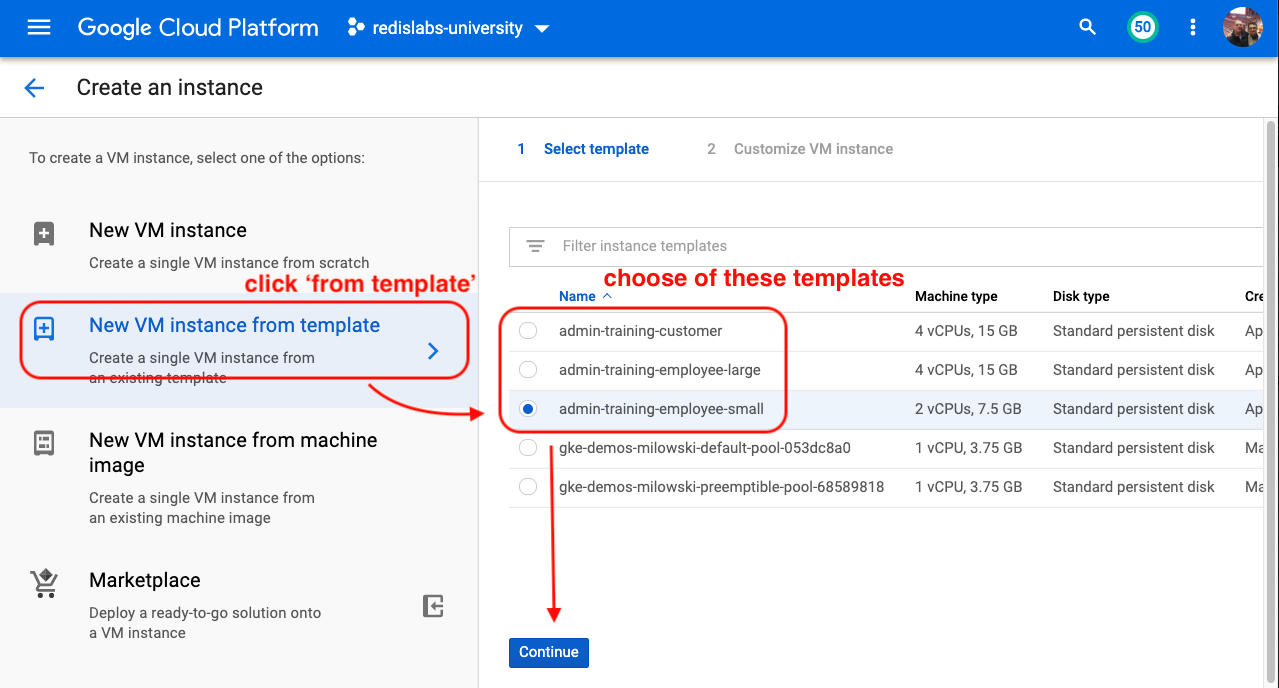 Google Cloud Platform
redislabs-university
50
Create an instance
To create a VM instance, select one of the options:
New VM instance
Create a single VM instance from scratch
click ‘from template’
New VM instance from template
Create a single VM instance from
an existing template
New VM instance from machine
image
Create a single VM instance from
an existing machine image
Marketplace
Deploy a ready-to-go solution onto
a VM instance
1 Select template
2 Customize VM instance
Filter instance templates
choose of these templates
Name Machine type Disk type Cre
admin-training-customer 4 vCPUs, 15 GB Standard persistent disk Ap
admin-training-employee-large 4 vCPUs, 15 GB Standard persistent disk Ap
admin-training-employee-small 2 vCPUs, 7.5 GB Standard persistent disk Ap
gke-demos-milowski-default-pool-053dc8a0 1 vCPU, 3.75 GB Standard persistent disk Ma
gke-demos-milowski-preemptible-pool-68589818 1 vCPU, 3.75 GB Standard persistent disk Ma
Continue